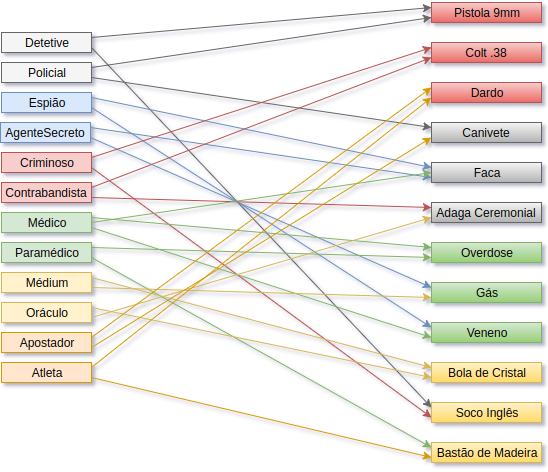 Detetive
Policial
Espião
AgenteSecreto
Criminoso
Contrabandista
Médico
Paramédico
Médium
Oráculo
Apostador
Atleta
Pistola 9mm
Colt .38
Dardo
Canivete
Faca
Adaga Ceremonial
Overdose
Gás
Veneno
Bola de Cristal
Soco Inglês
Bastão de Madeira